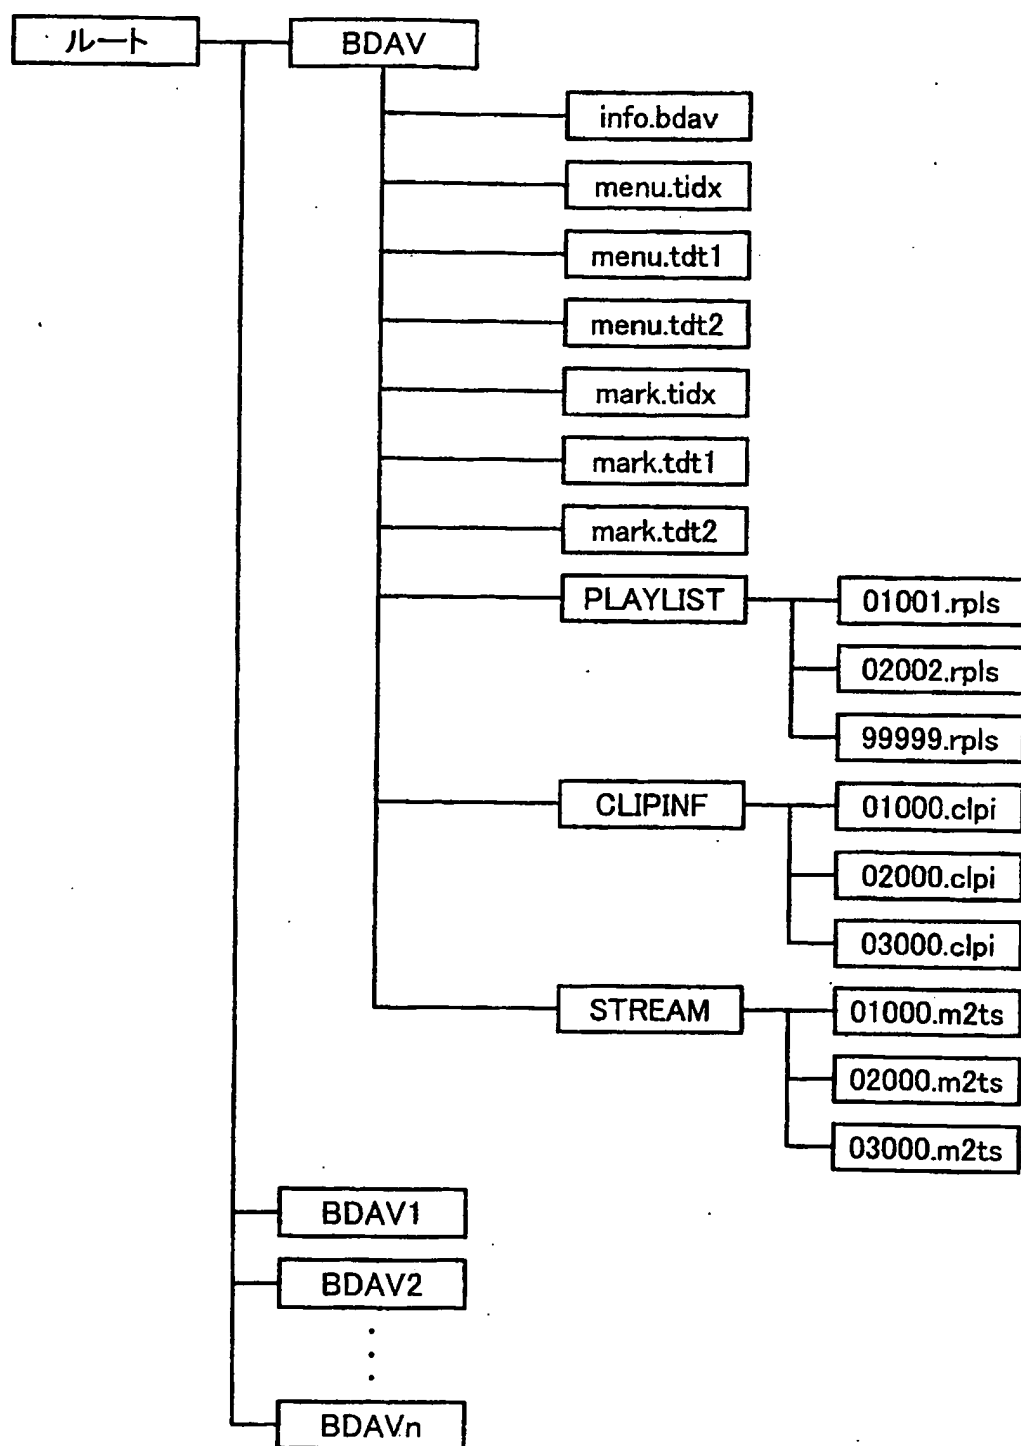 ルート
BDAV
info.bdav
menu.tidx
menu.tdt1
menu.tdt2
mark.tidx
mark.tdt1
mark.tdt2
PLAYLIST
01001.rpls
02002.rpls
99999.rpls
CLIPINF
01000.clpi
02000.clpi
03000.clpi
STREAM
01000.m2ts
02000.m2ts
03000.m2ts
BDAV1
BDAV2
BDAVn